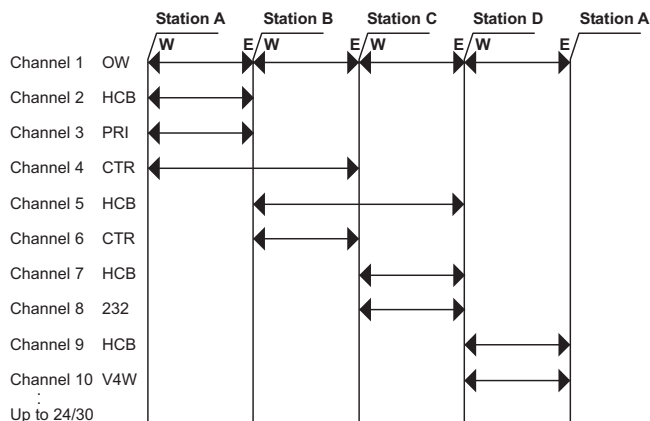 Station A Station B Station C Station D Station A
W E W E W E W E
Channel 1 OW
Channel 2 HCB
Channel 3 PRI
Channel 4 CTR
Channel 5 HCB
Channel 6 CTR
Channel 7 HCB
Channel 8 232
Channel 9 HCB
Channel 10 V4W
:
Up to 24/30